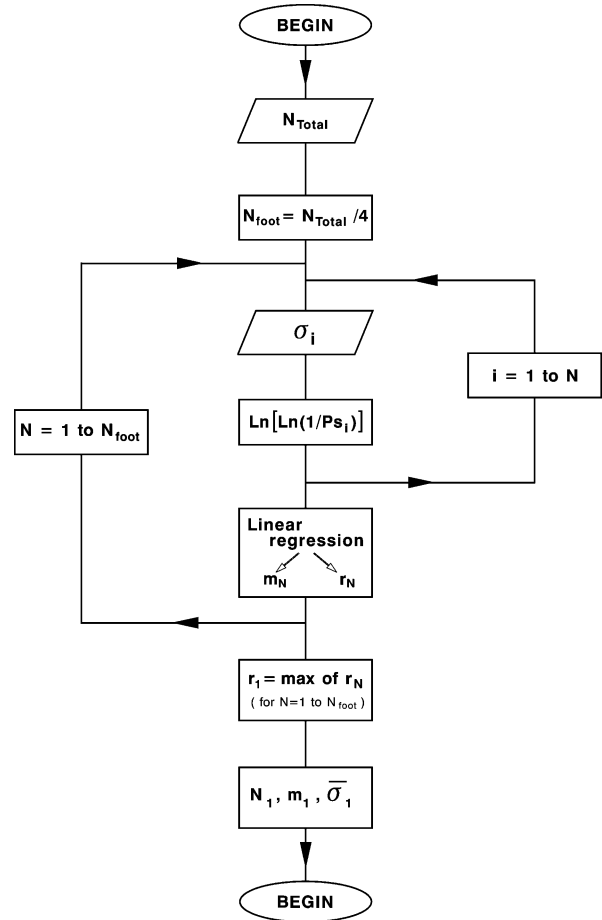 BEGIN
N_Total
N_foot = N_Total /4
σ_i
i = 1 to N
N = 1 to N_foot
Ln[Ln(1/Ps_i)]
Linear
regression
m_N r_N
r_1 = max of r_N
( for N=1 to N_foot )
N_1 , m_1 , σ̅_1
BEGIN